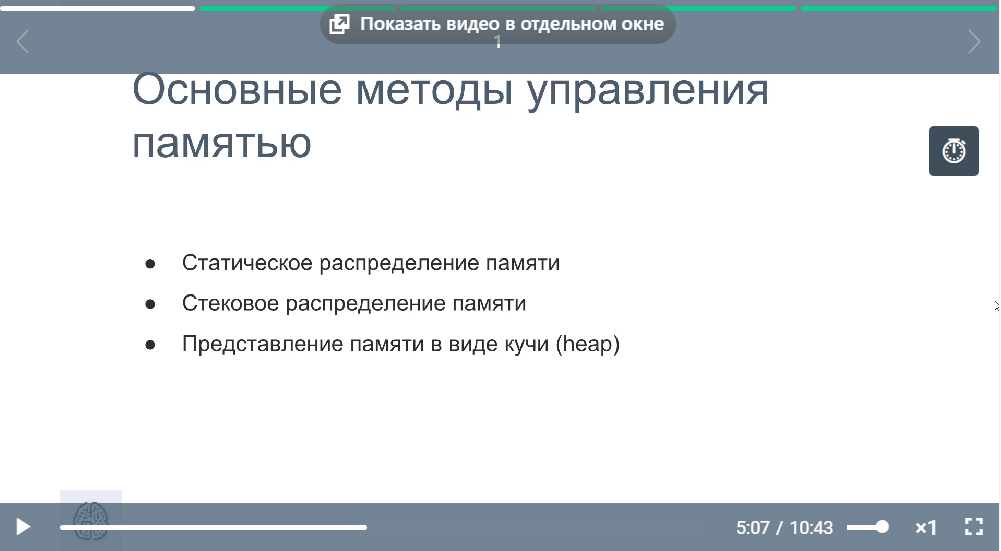 Показать видео в отдельном окне
1
Основные методы управления
памятью
● Статическое распределение памяти
● Стековое распределение памяти
● Представление памяти в виде кучи (heap)
5:07 / 10:43 ×1